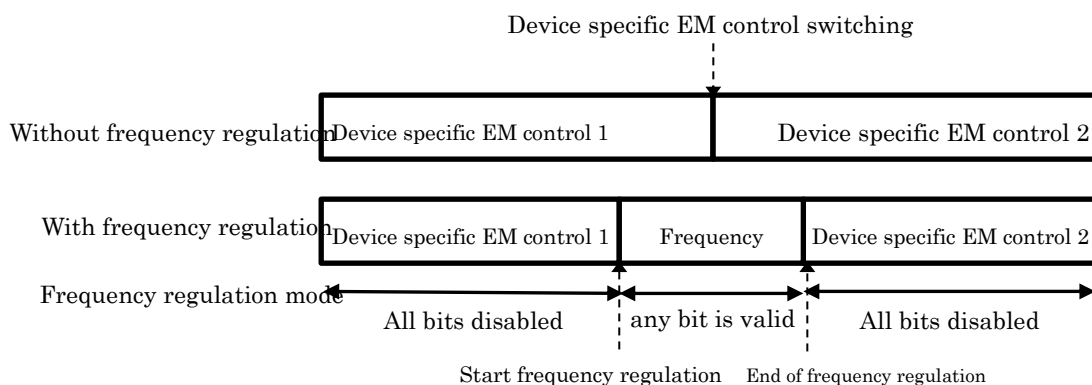 Device specific EM control switching
Without frequency regulation
Device specific EM control 1
Device specific EM control 2
With frequency regulation
Device specific EM control 1
Frequency
Device specific EM control 2
Frequency regulation mode
All bits disabled
any bit is valid
All bits disabled
Start frequency regulation
End of frequency regulation